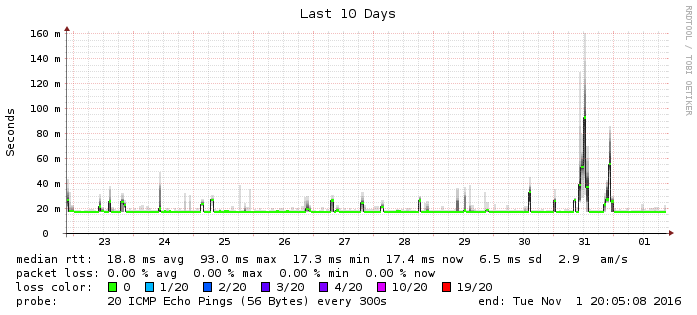 Last 10 Days
RRDTOOL / TOBI OETIKER
Seconds
160 m
140 m
120 m
100 m
80 m
60 m
40 m
20 m
0
23 24 25 26 27 28 29 30 31 01
median rtt: 18.8 ms avg 93.0 ms max 17.3 ms min 17.4 ms now 6.5 ms sd 2.9 am/s
packet loss: 0.00 % avg 0.00 % max 0.00 % min 0.00 % now
loss color: 0 1/20 2/20 3/20 4/20 10/20 19/20
probe: 20 ICMP Echo Pings (56 Bytes) every 300s end: Tue Nov 1 20:05:08 2016